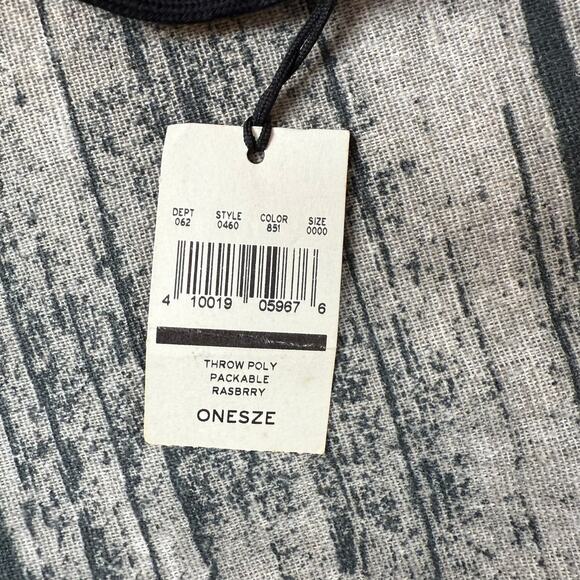 DEPT STYLE COLOR SIZE
062 0460 851 0000
4 10019 05967 6
THROW POLY
PACKABLE
RASBRRY
ONESZE